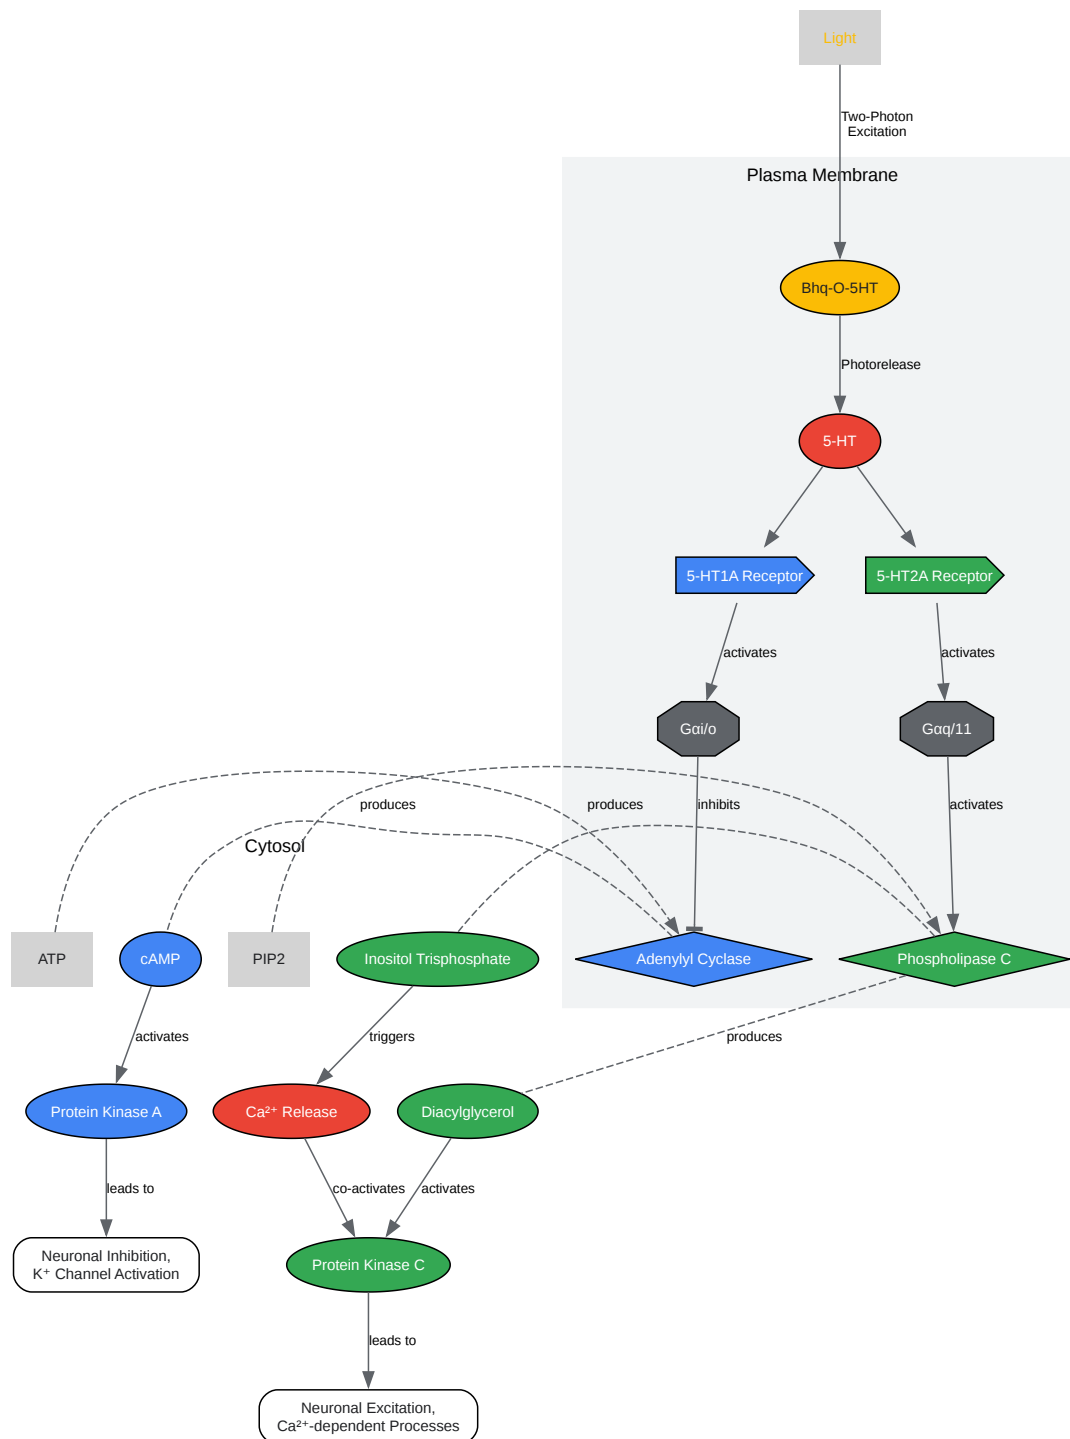 Light
Two-Photon
Excitation
Plasma Membrane
Bhq-O-5HT
Photorelease
5-HT
5-HT1A Receptor
5-HT2A Receptor
activates
activates
Gαi/o
Gαq/11
produces
produces
inhibits
activates
Cytosol
ATP
cAMP
PIP2
Inositol Trisphosphate
Adenylyl Cyclase
Phospholipase C
activates
triggers
produces
Protein Kinase A
Ca²⁺ Release
Diacylglycerol
leads to
co-activates
activates
Neuronal Inhibition,
K⁺ Channel Activation
Protein Kinase C
leads to
Neuronal Excitation,
Ca²⁺-dependent Processes